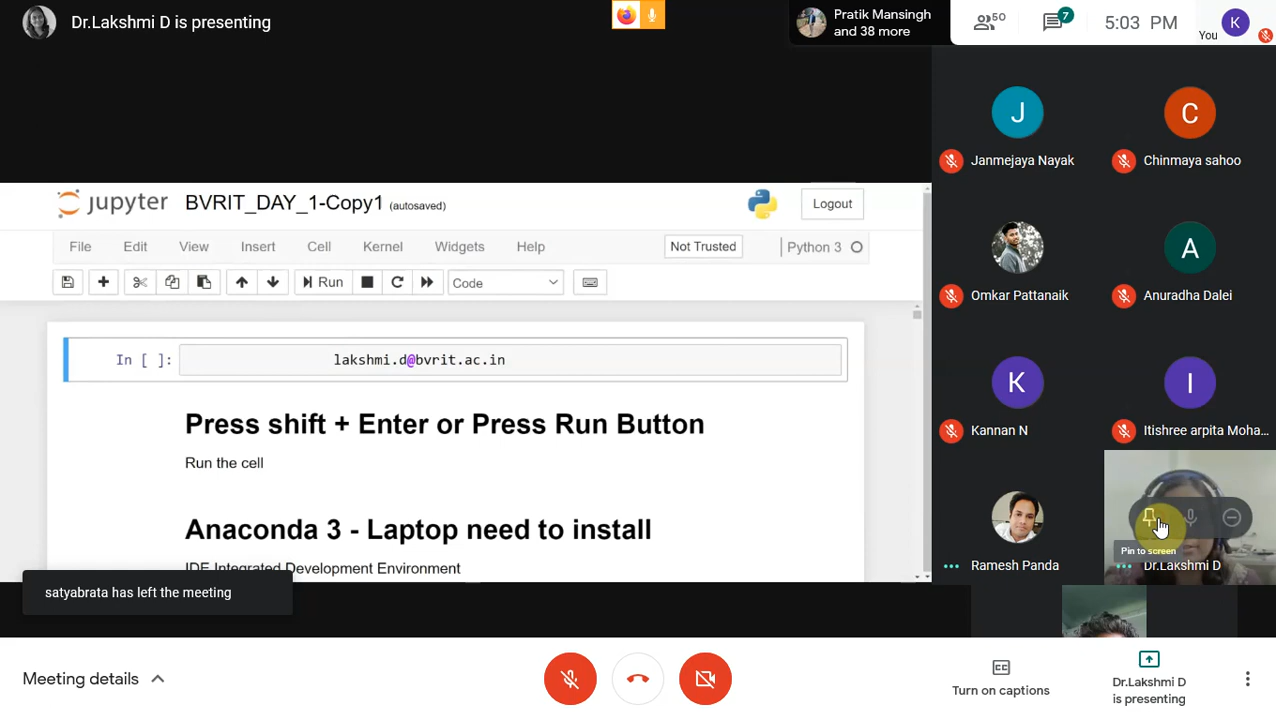 Dr.Lakshmi D is presenting
Pratik Mansingh
and 38 more
50
7
5:03 PM
You
K
jupyter BVRIT_DAY_1-Copy1 (autosaved)
Logout
File Edit View Insert Cell Kernel Widgets Help
Not Trusted
Python 3
Run
Code
In [ ]:
lakshmi.d@bvrit.ac.in
Press shift + Enter or Press Run Button
Run the cell
Anaconda 3 - Laptop need to install
IDE Integrated Development Environment
satyabrata has left the meeting
J
Janmejaya Nayak
C
Chinmaya sahoo
Omkar Pattanaik
A
Anuradha Dalei
K
Kannan N
I
Itishree arpita Moha...
Ramesh Panda
Pin to screen
Dr.Lakshmi D
Meeting details
CC
Turn on captions
Dr.Lakshmi D
is presenting